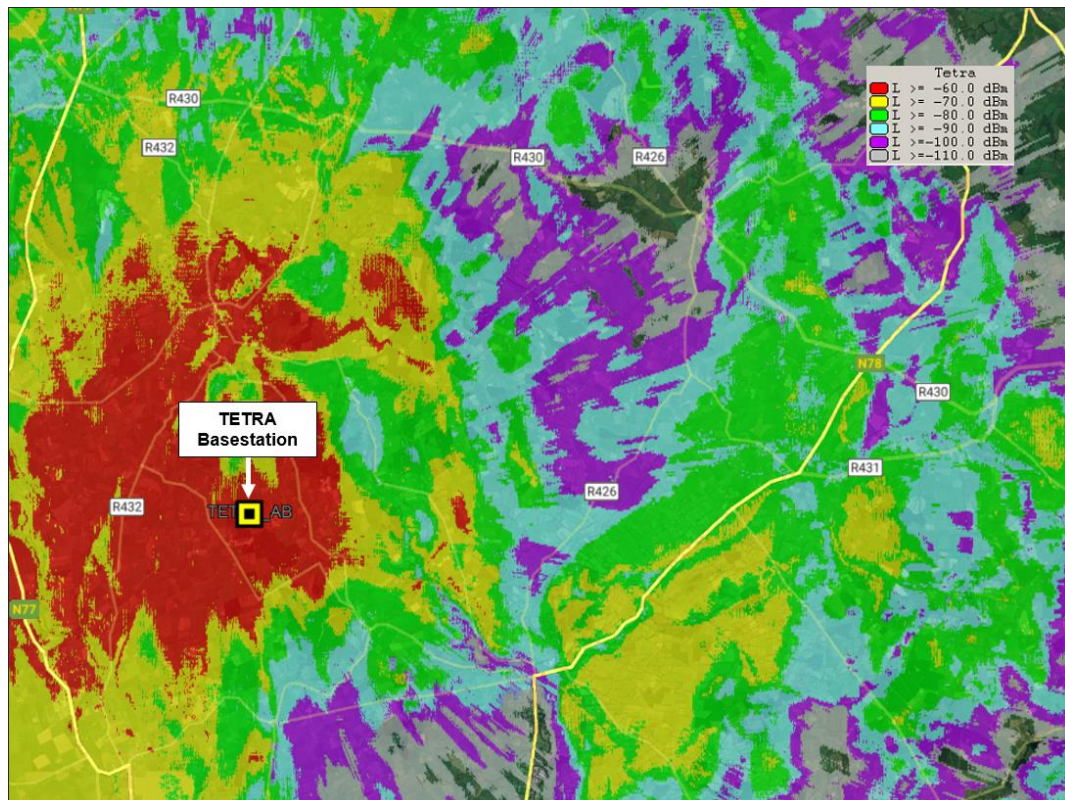 R430
R432
R430
R426
Tetra
L >= -60.0 dBm
L >= -70.0 dBm
L >= -80.0 dBm
L >= -90.0 dBm
L >=-100.0 dBm
L >=-110.0 dBm
N78
R430
TETRA
Basestation
R431
R426
R432
N77